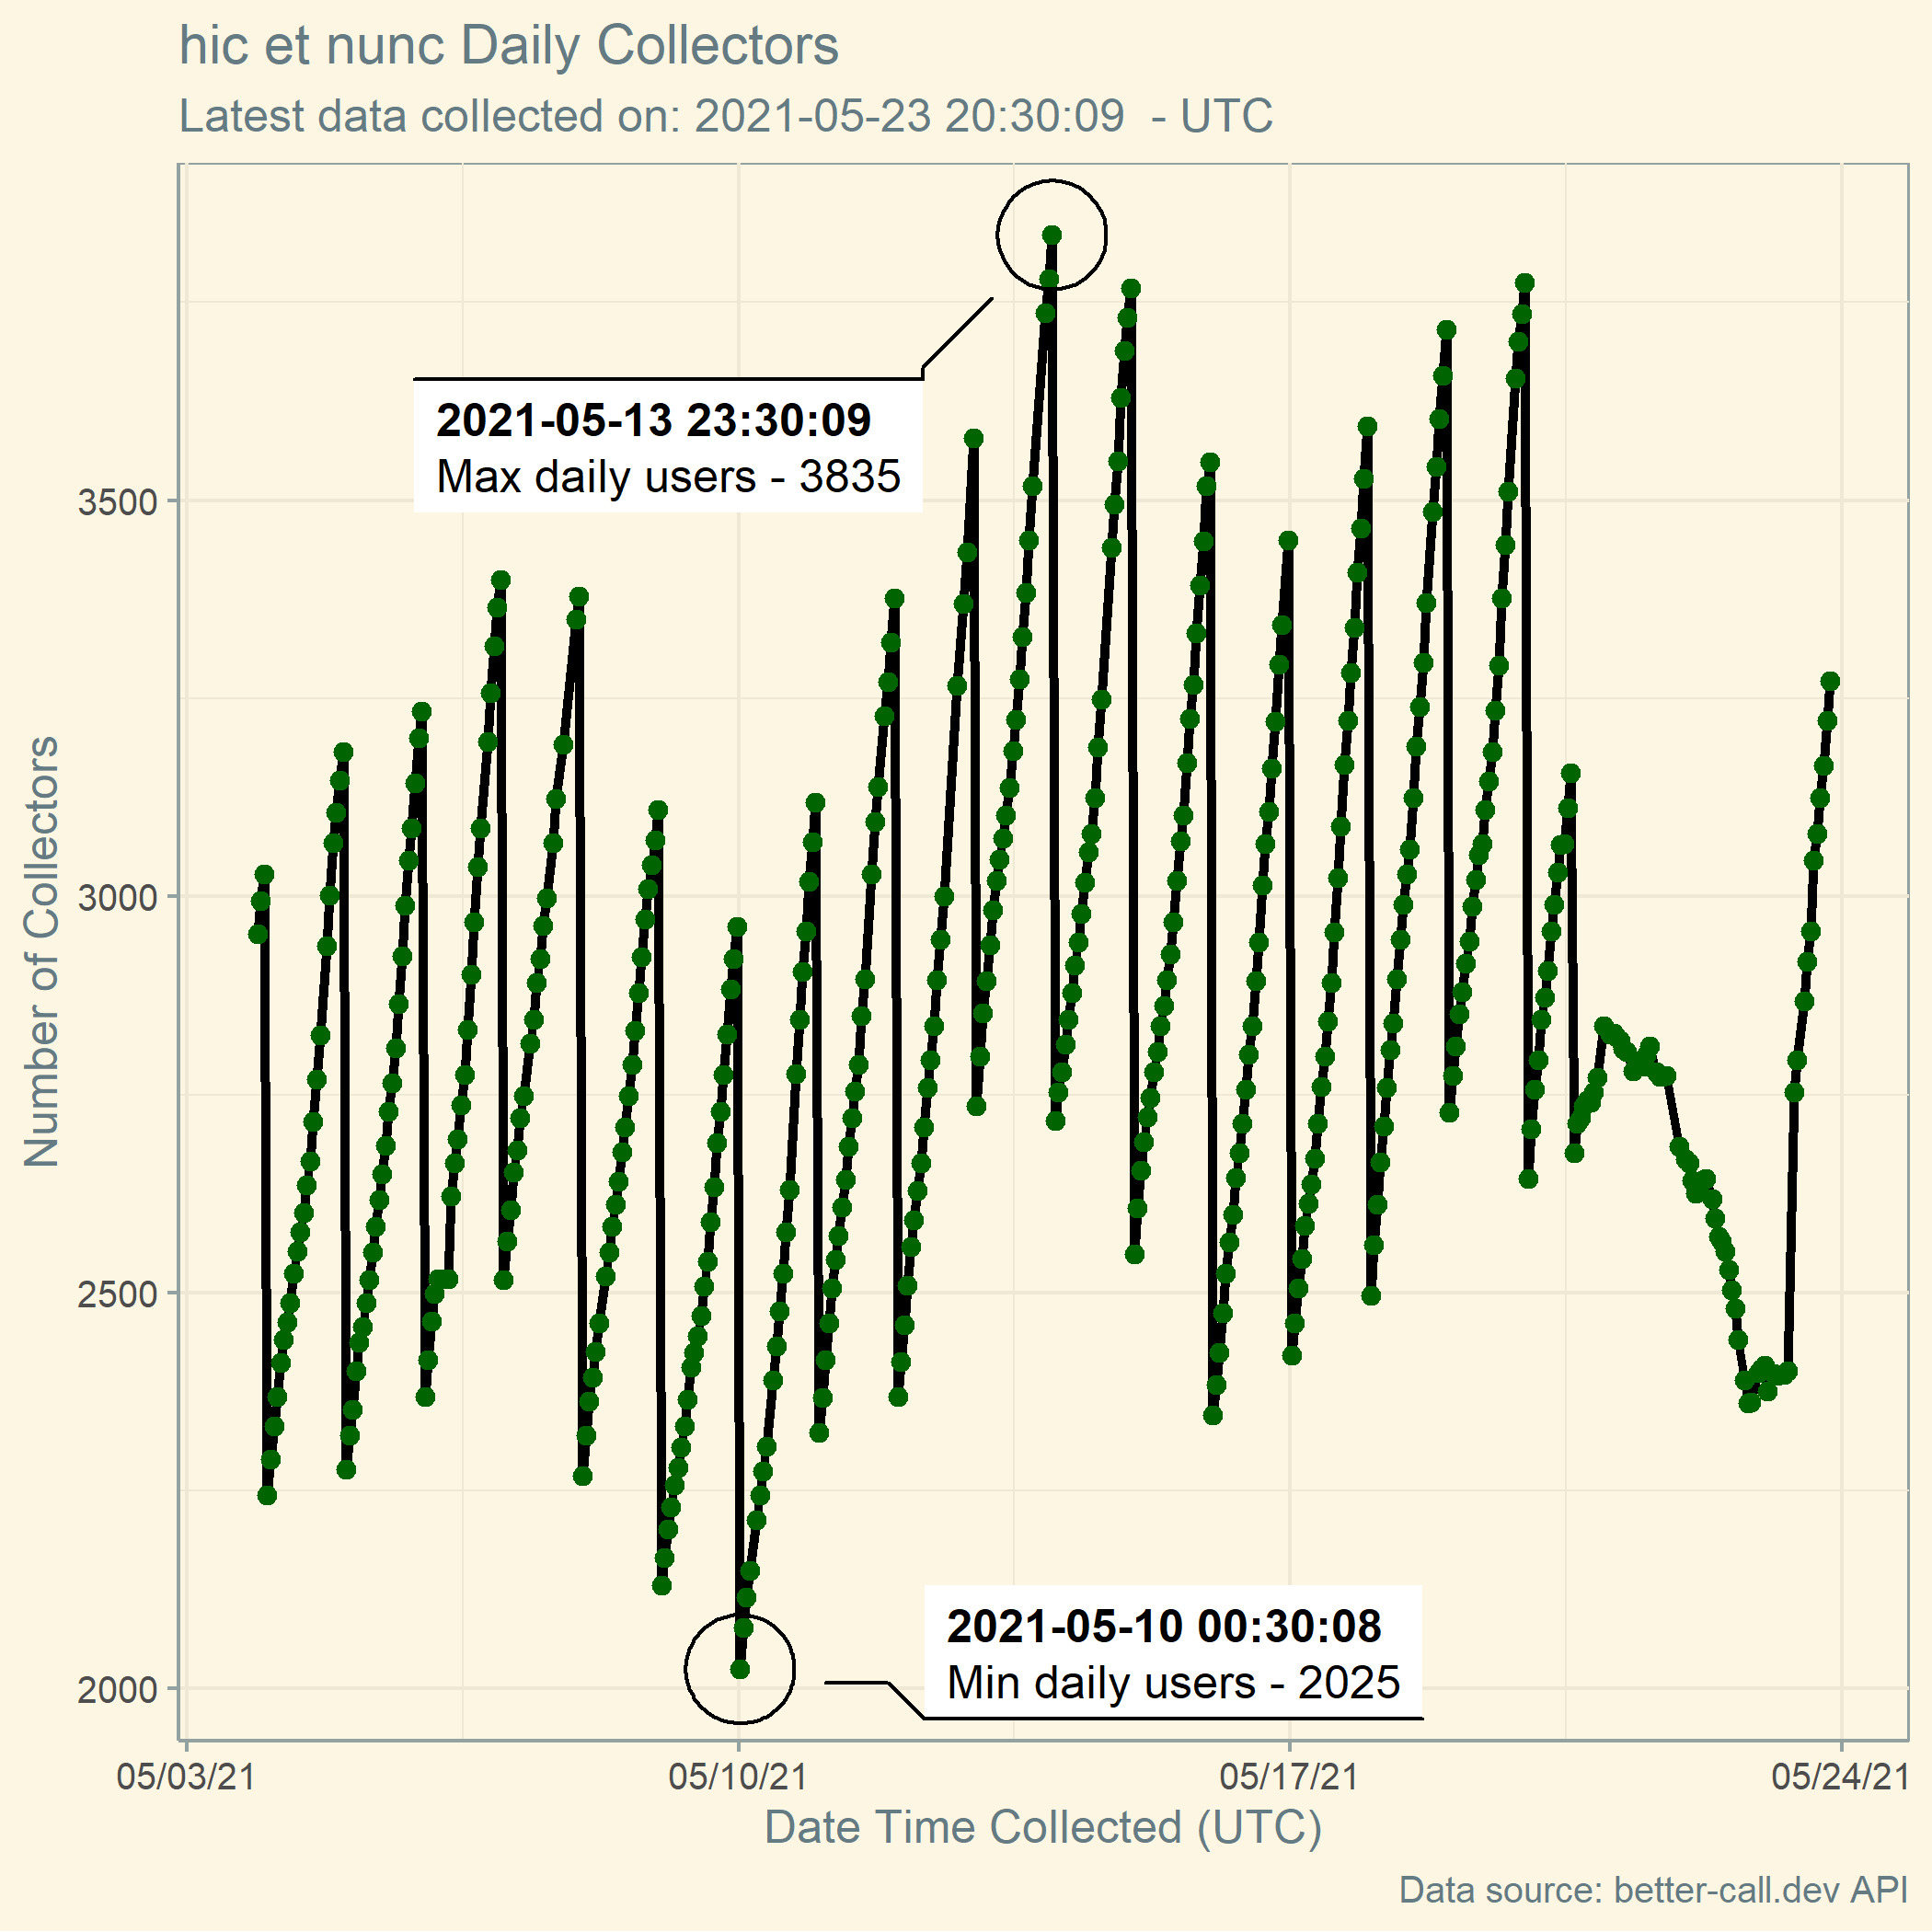 hic et nunc Daily Collectors
Latest data collected on: 2021-05-23 20:30:09  - UTC
2021-05-13 23:30:09
Max daily users - 3835
3500
3000
2500
2000
Number of Collectors
2021-05-10 00:30:08
Min daily users - 2025
05/03/21 05/10/21 05/17/21 05/24/21
Date Time Collected (UTC)
Data source: better-call.dev API